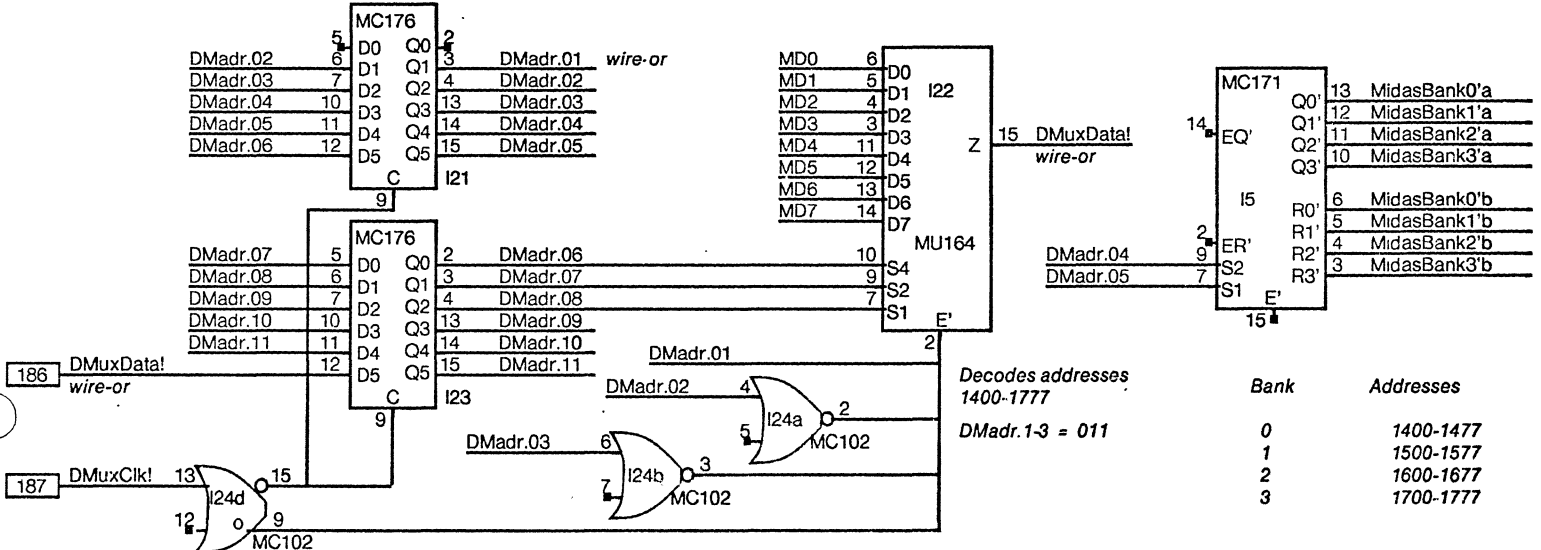 MC176
5 D0 Q0 2
DMadr.02 6 D1 Q1 3 DMadr.01 wire-or
DMadr.03 7 D2 Q2 4 DMadr.02
DMadr.04 10 D3 Q3 13 DMadr.03
DMadr.05 11 D4 Q4 14 DMadr.04
DMadr.06 12 D5 Q5 15 DMadr.05
C I21
9
MC176
DMadr.07 5 D0 Q0 2 DMadr.06
DMadr.08 6 D1 Q1 3 DMadr.07
DMadr.09 7 D2 Q2 4 DMadr.08
DMadr.10 10 D3 Q3 13 DMadr.09
DMadr.11 11 D4 Q4 14 DMadr.10
186 DMuxData! 12 D5 Q5 15 DMadr.11
wire-or
C I23
9
187 DMuxClk! 13 I24d 15
12 o 9
MC102
MD0 6 D0
MD1 5 D1
MD2 4 D2
MD3 3 D3
MD4 11 D4
MD5 12 D5
MD6 13 D6
MD7 14 D7
I22
Z 15 DMuxData!
wire-or
MU164
10 S4
9 S2
7 S1
E'
2
DMadr.01
DMadr.02 4 I24a 2
5 MC102
DMadr.03 6 I24b 3
7 MC102
Decodes addresses
1400-1777
DMadr.1-3 = 011
MC171
14 EQ'
Q0' 13 MidasBank0'a
Q1' 12 MidasBank1'a
Q2' 11 MidasBank2'a
Q3' 10 MidasBank3'a
I5
R0' 6 MidasBank0'b
R1' 5 MidasBank1'b
R2' 4 MidasBank2'b
R3' 3 MidasBank3'b
2 ER'
DMadr.04 9 S2
DMadr.05 7 S1
E'
15
Bank Addresses
0 1400-1477
1 1500-1577
2 1600-1677
3 1700-1777